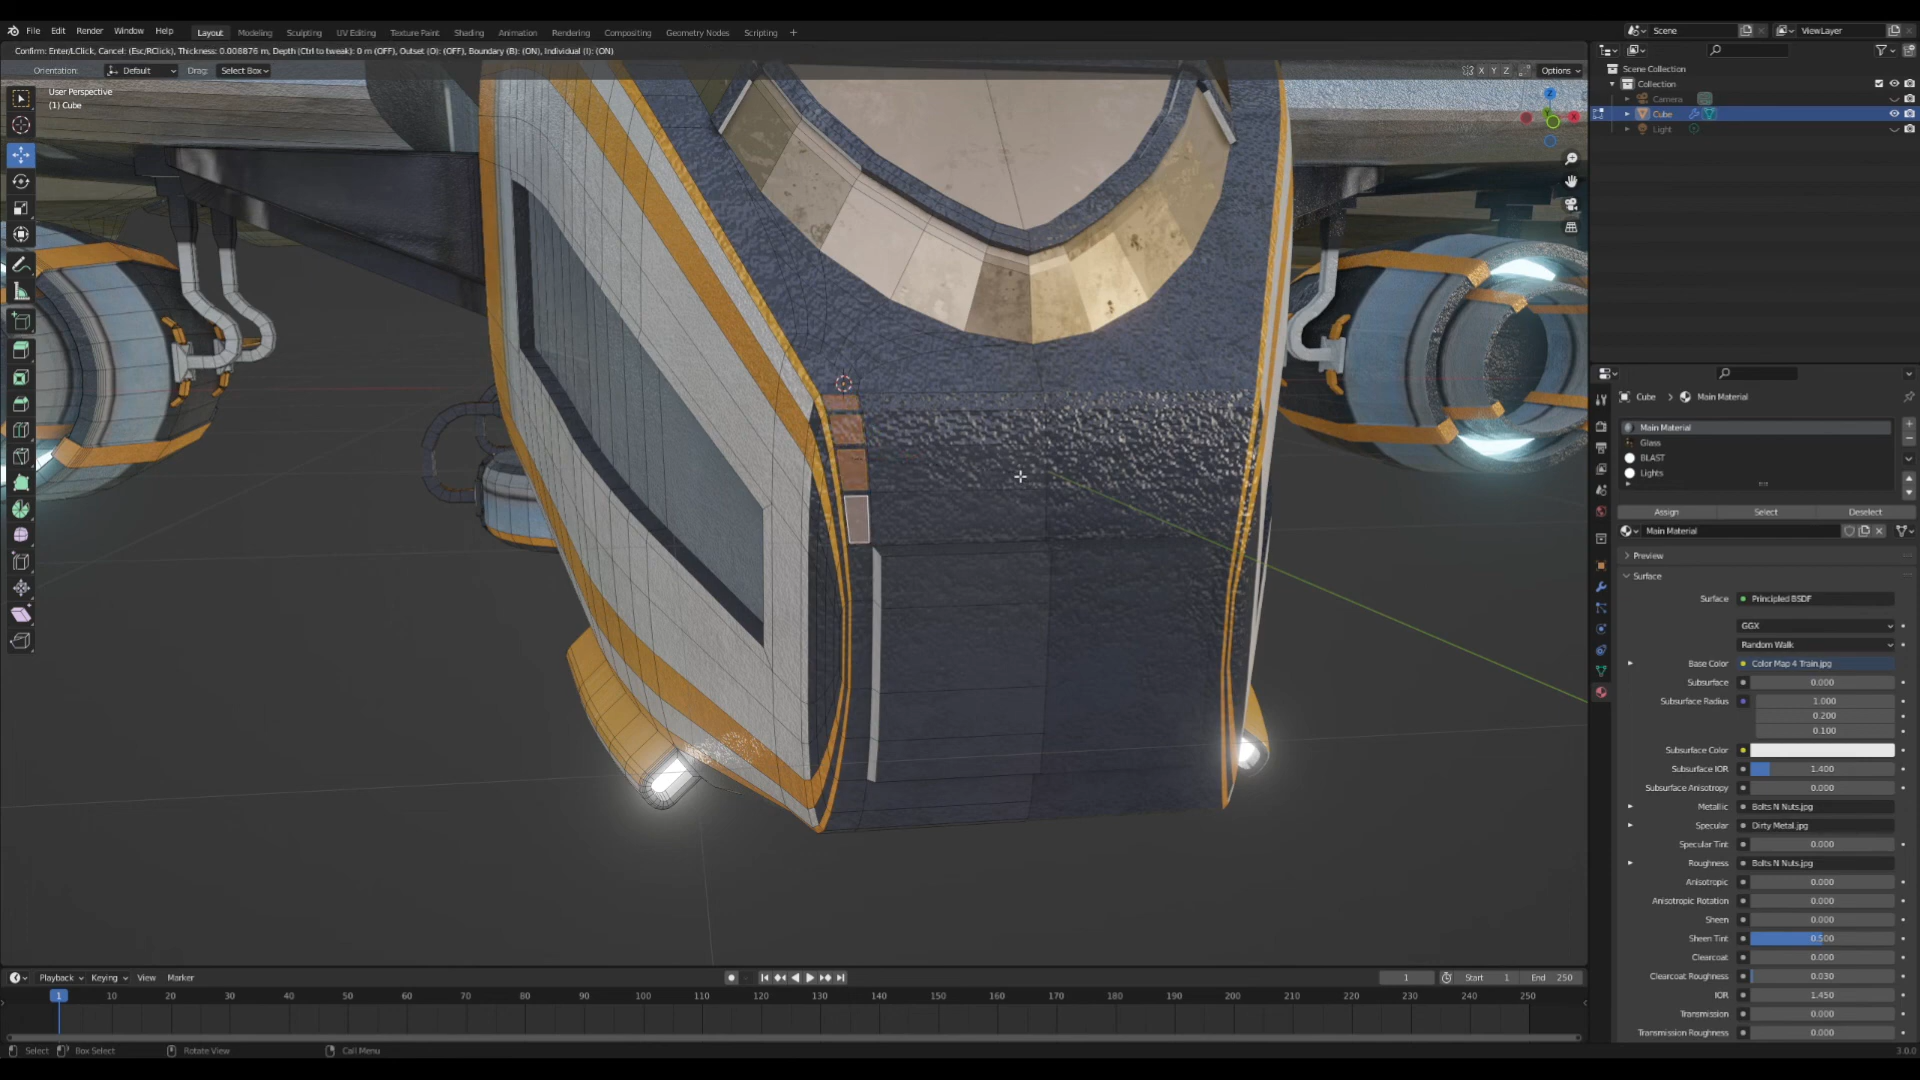 File Edit Render Window Help Layout Modeling Sculpting UV Editing Texture Paint Shading Animation Rendering Compositing Geometry Nodes Scripting + Scene ViewLayer
Confirm: Enter/LClick, Cancel: (Esc/RClick), Thickness: 0.008876 m, Depth (Ctrl to tweak): 0 m (OFF), Outset (O): (OFF), Boundary (B): (ON), Individual (I): (ON)
Orientation: Default Drag: Select Box X Y Z Options
User Perspective
(1) Cube
Z
X
Scene Collection
Collection
Camera
Cube
Light
Cube > Main Material
Main Material
Glass
BLAST
Lights
Assign Select Deselect
Main Material
Preview
Surface
Surface Principled BSDF
GGX
Random Walk
Base Color Color Map 4 Train.jpg
Subsurface 0.000
Subsurface Radius 1.000
0.200
0.100
Subsurface Color
Subsurface IOR 1.400
Subsurface Anisotropy 0.000
Metallic Bolts N Nuts.jpg
Specular Dirty Metal.jpg
Specular Tint 0.000
Roughness Bolts N Nuts.jpg
Anisotropic 0.000
Anisotropic Rotation 0.000
Sheen 0.000
Sheen Tint 0.500
Clearcoat 0.000
Clearcoat Roughness 0.030
IOR 1.450
Transmission 0.000
Transmission Roughness 0.000
Playback Keying View Marker 1 Start 1 End 250
1 10 20 30 40 50 60 70 80 90 100 110 120 130 140 150 160 170 180 190 200 210 220 230 240 250
Select Box Select Rotate View Call Menu 3.0.0